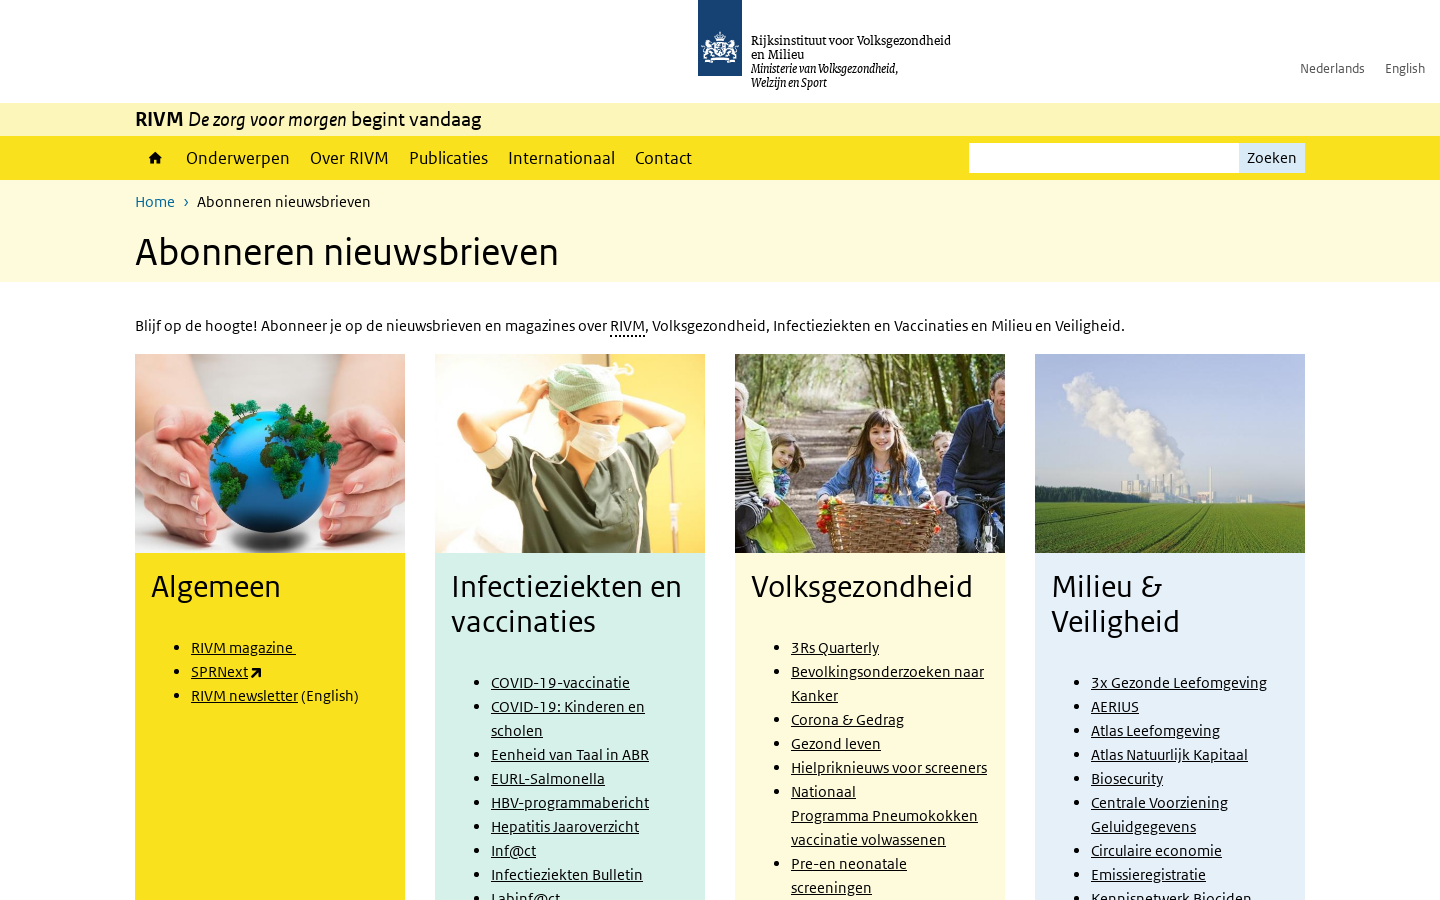 Rijksinstituut voor Volksgezondheid
en Milieu
Ministerie van Volksgezondheid,
Welzijn en Sport
Nederlands English
RIVM De zorg voor morgen begint vandaag
Onderwerpen Over RIVM Publicaties Internationaal Contact Zoeken
Home › Abonneren nieuwsbrieven
Abonneren nieuwsbrieven
Blijf op de hoogte! Abonneer je op de nieuwsbrieven en magazines over RIVM, Volksgezondheid, Infectieziekten en Vaccinaties en Milieu en Veiligheid.
Algemeen
RIVM magazine
SPRNext
RIVM newsletter (English)
Infectieziekten en
vaccinaties
COVID-19-vaccinatie
COVID-19: Kinderen en
scholen
Eenheid van Taal in ABR
EURL-Salmonella
HBV-programmabericht
Hepatitis Jaaroverzicht
Inf@ct
Infectieziekten Bulletin
Labinf@ct
Volksgezondheid
3Rs Quarterly
Bevolkingsonderzoeken naar
Kanker
Corona & Gedrag
Gezond leven
Hielpriknieuws voor screeners
Nationaal
Programma Pneumokokken
vaccinatie volwassenen
Pre-en neonatale
screeningen
Milieu &
Veiligheid
3x Gezonde Leefomgeving
AERIUS
Atlas Leefomgeving
Atlas Natuurlijk Kapitaal
Biosecurity
Centrale Voorziening
Geluidgegevens
Circulaire economie
Emissieregistratie
Kennisnetwerk Biociden